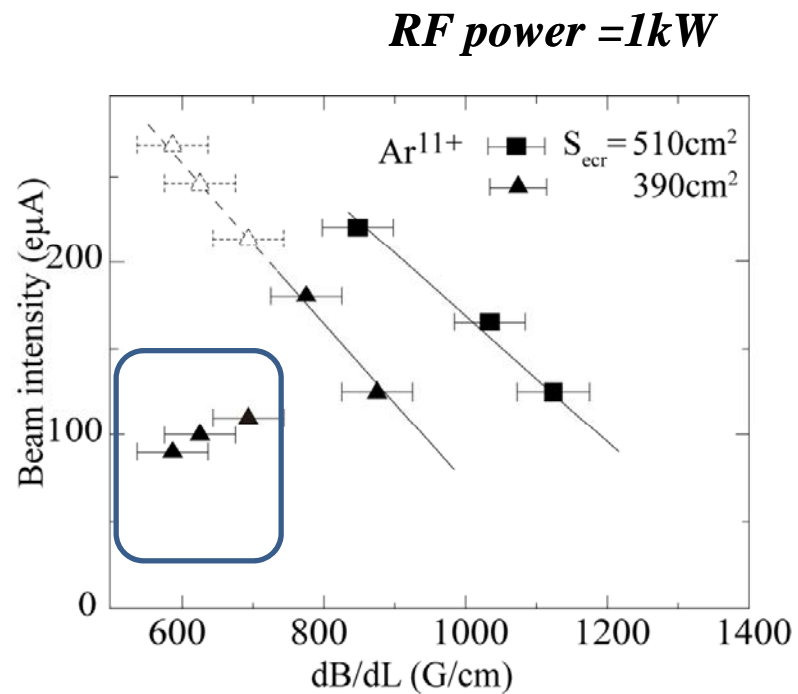 RF power =1kW
Ar11+ Secr= 510cm2
390cm2
Beam intensity (eμA)
200
100
0
600 800 1000 1200 1400
dB/dL (G/cm)